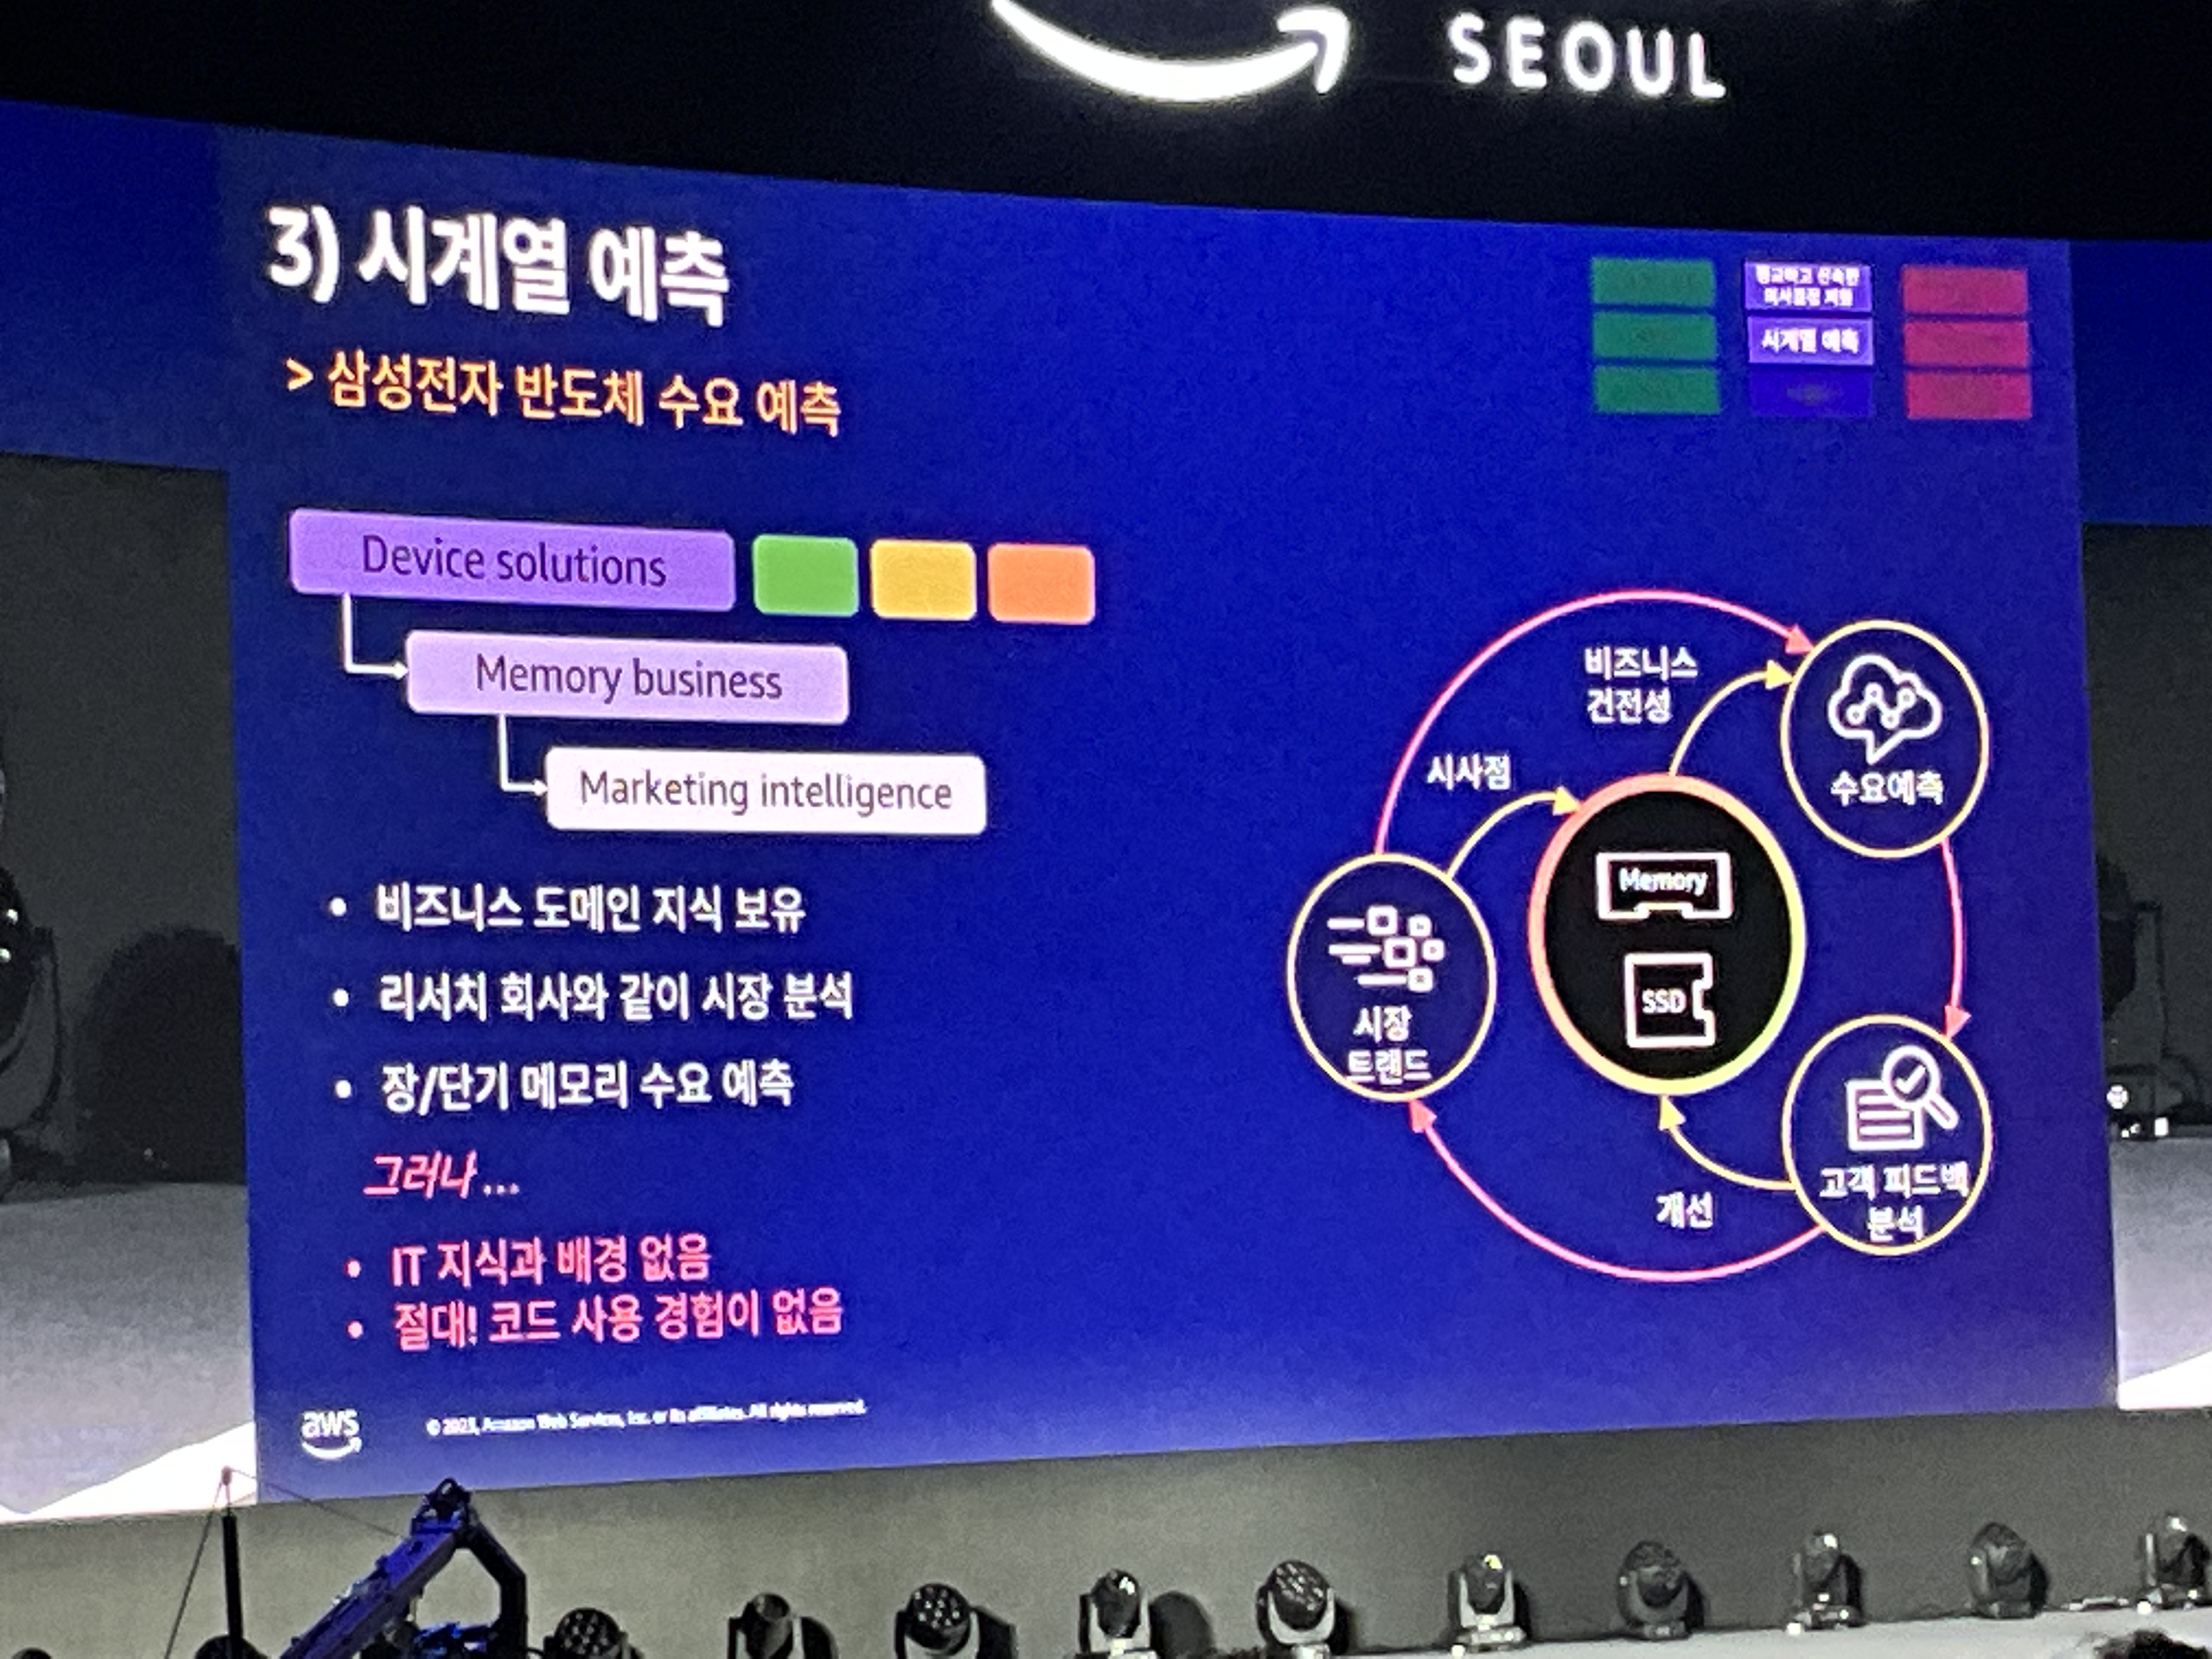 SEOUL
3) 시계열 예측
> 삼성전자 반도체 수요 예측
시계열 예측
Device solutions
Memory business
Marketing intelligence
• 비즈니스 도메인 지식 보유
• 리서치 회사와 같이 시장 분석
• 장/단기 메모리 수요 예측
그러나...
• IT 지식과 배경 없음
• 절대! 코드 사용 경험이 없음
비즈니스
건전성
시사점
수요예측
Memory
SSD
시장
트랜드
고객 피드백
분석
개선
aws
© 2023, Amazon Web Services, Inc. or its affiliates. All rights reserved.